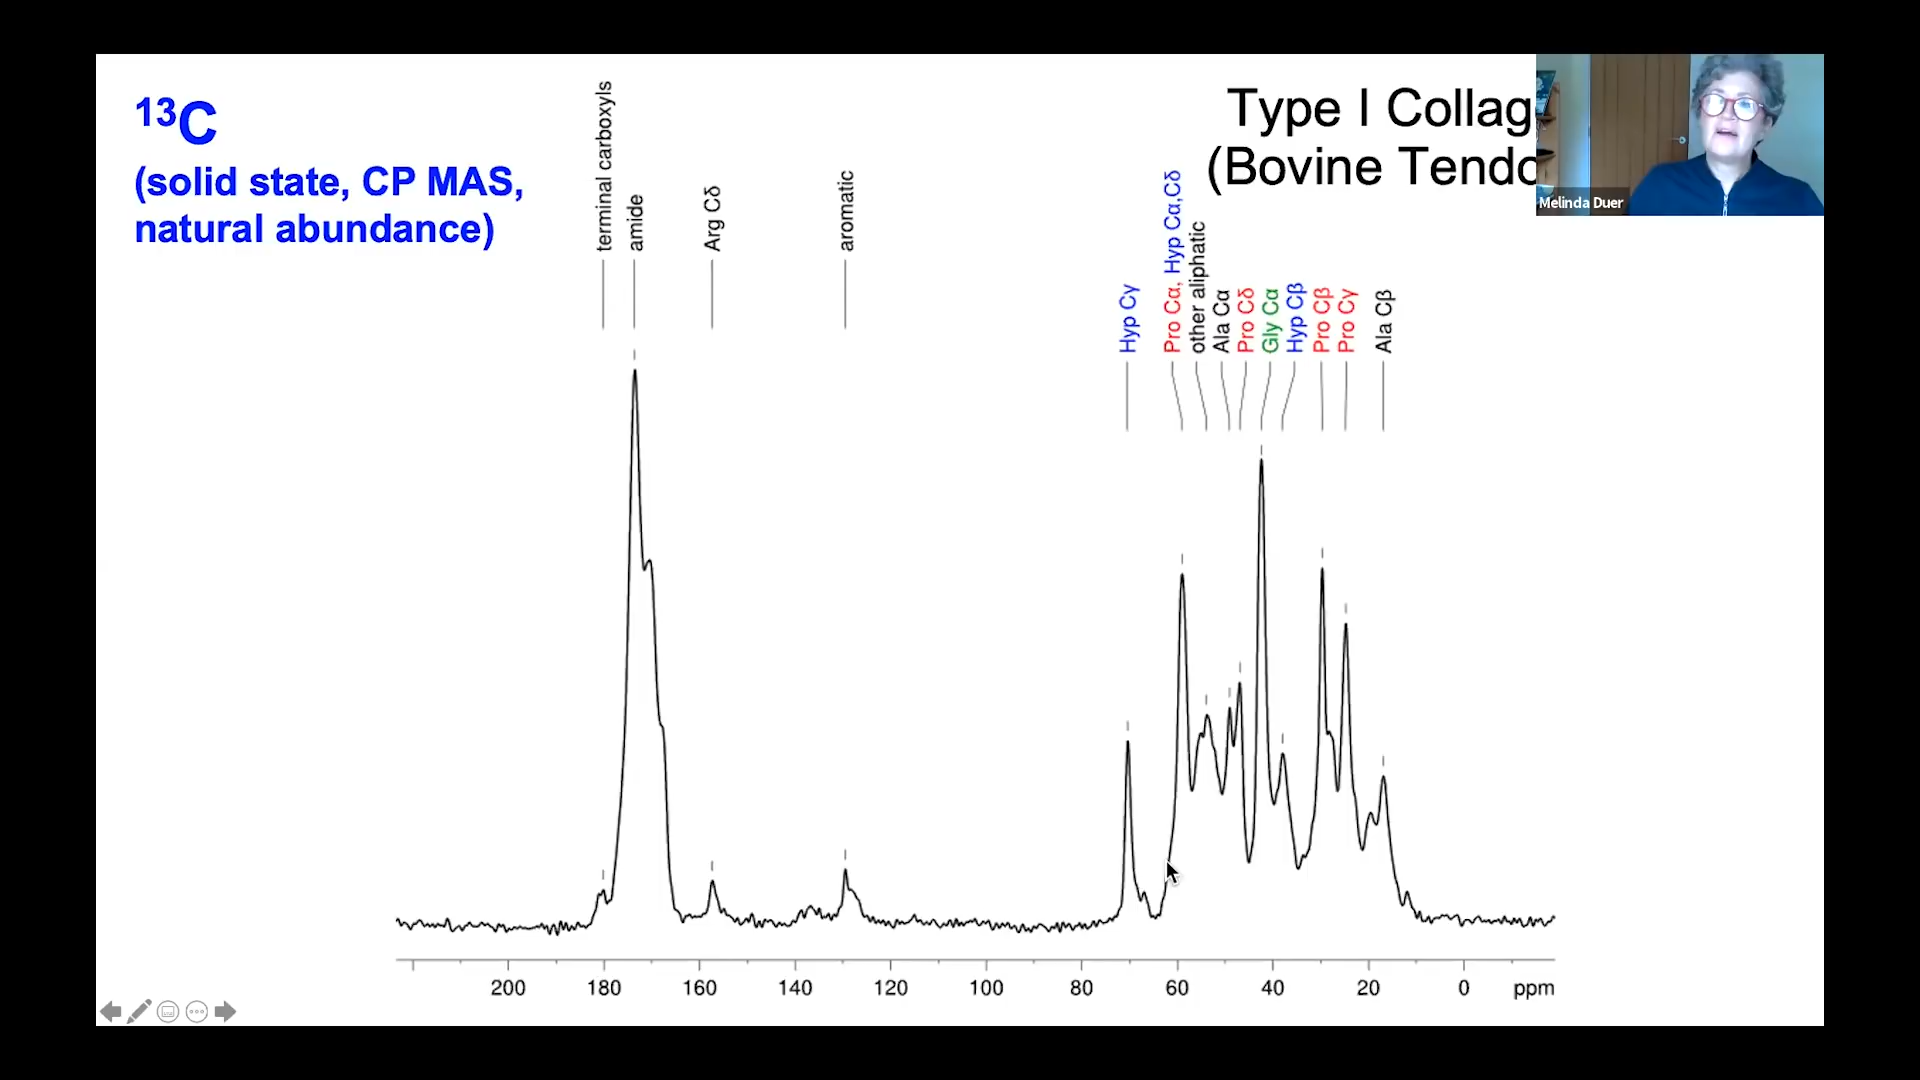 ¹³C
(solid state, CP MAS,
natural abundance)
Type I Collag
(Bovine Tendo
Melinda Duer
terminal carboxyls
amide
Arg Cδ
aromatic
Hyp Cγ
Pro Cα, Hyp Cα,Cδ
other aliphatic
Ala Cα
Pro Cδ
Gly Cα
Hyp Cβ
Pro Cβ
Pro Cγ
Ala Cβ
200 180 160 140 120 100 80 60 40 20 0 ppm